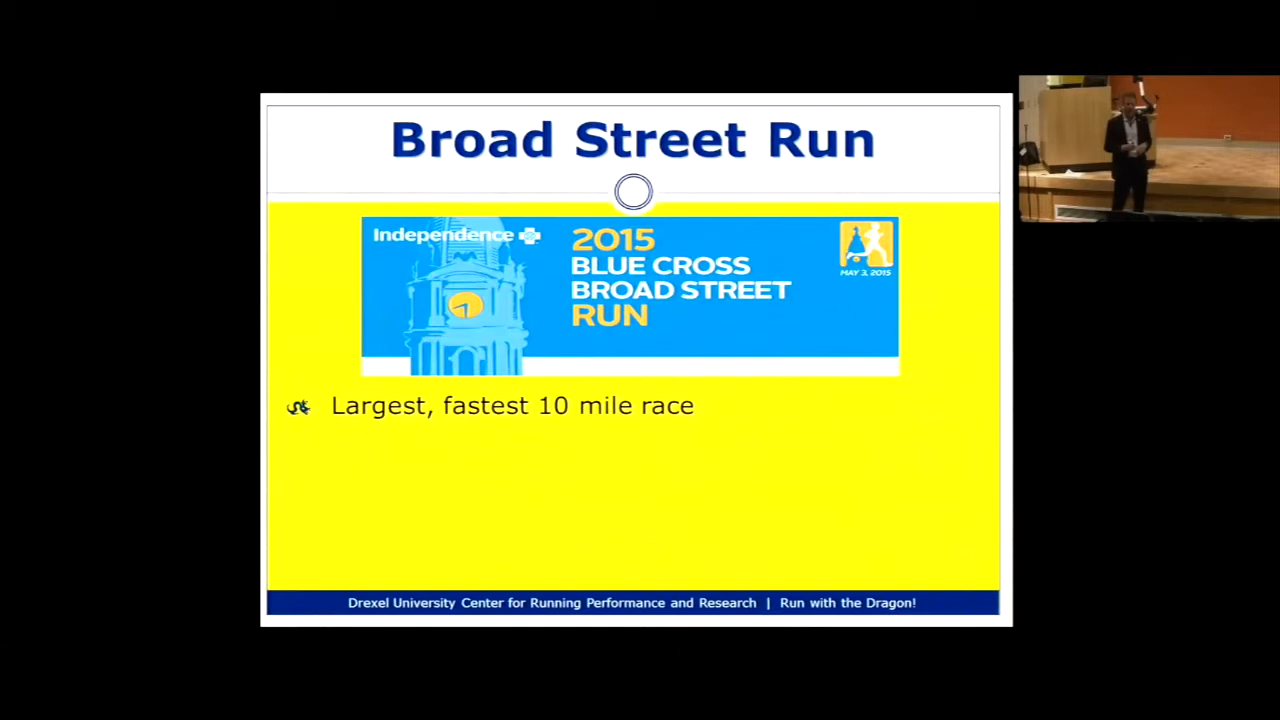 Broad Street Run
Independence
2015
BLUE CROSS
BROAD STREET
RUN
MAY 3, 2015
Largest, fastest 10 mile race
Drexel University Center for Running Performance and Research | Run with the Dragon!